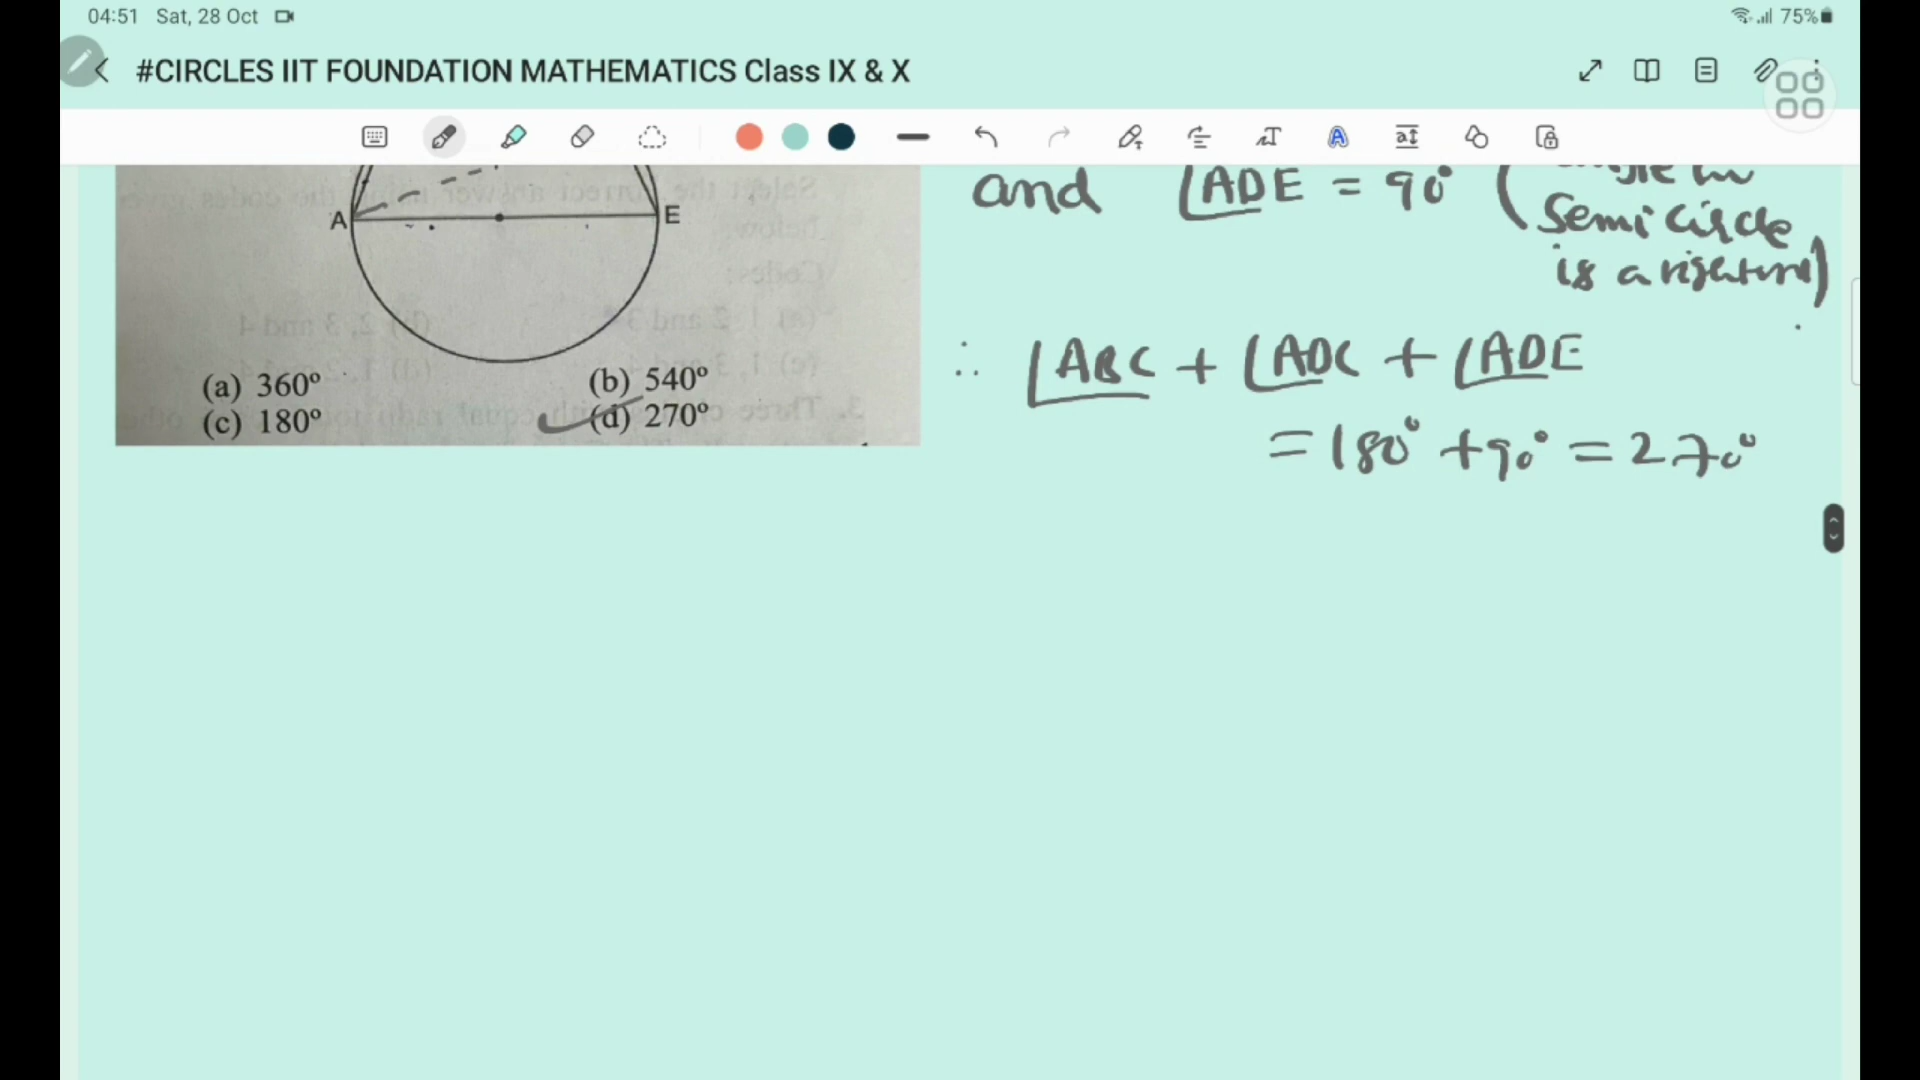 04:51 Sat, 28 Oct
75%
#CIRCLES IIT FOUNDATION MATHEMATICS Class IX & X
A E
(a) 360° (b) 540°
(c) 180° (d) 270°
and ∠ADE = 90° (
Semi circle
is a right
∴ ∠ABC + ∠ADC + ∠ADE
= 180° + 90° = 270°